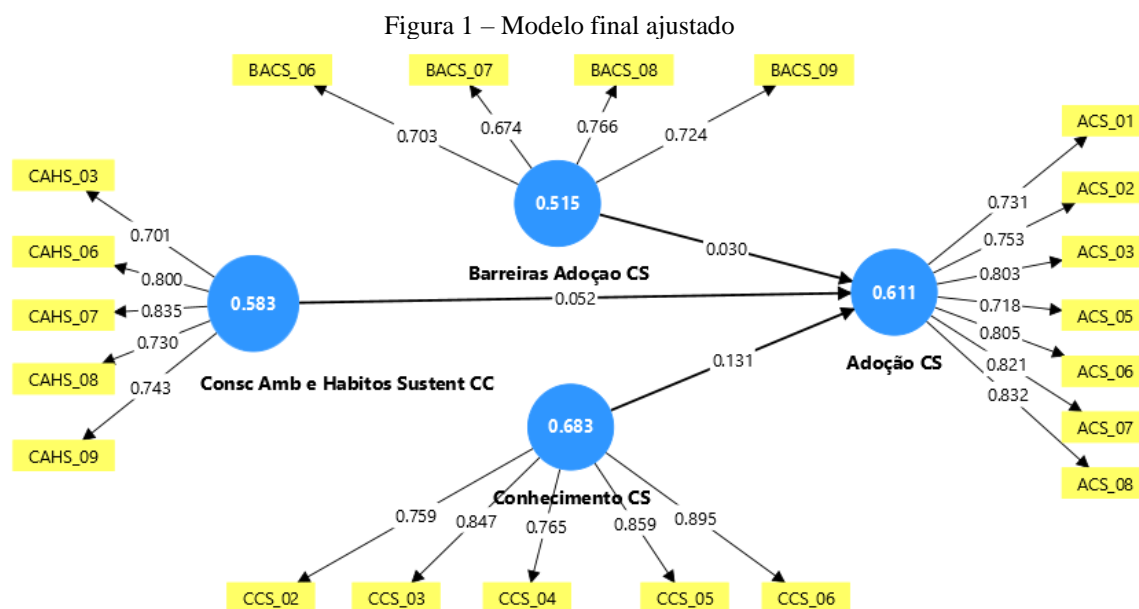 Figura 1 – Modelo final ajustado
BACS_06
BACS_07
BACS_08
BACS_09
0.703
0.674
0.766
0.724
0.515
Barreiras Adoçao CS
0.030
CAHS_03
CAHS_06
CAHS_07
CAHS_08
CAHS_09
0.701
0.800
0.835
0.730
0.743
0.583
Consc Amb e Habitos Sustent CC
0.052
0.683
Conhecimento CS
0.131
0.759
0.847
0.765
0.859
0.895
CCS_02
CCS_03
CCS_04
CCS_05
CCS_06
0.611
Adoção CS
0.731
0.753
0.803
0.718
0.805
0.821
0.832
ACS_01
ACS_02
ACS_03
ACS_05
ACS_06
ACS_07
ACS_08